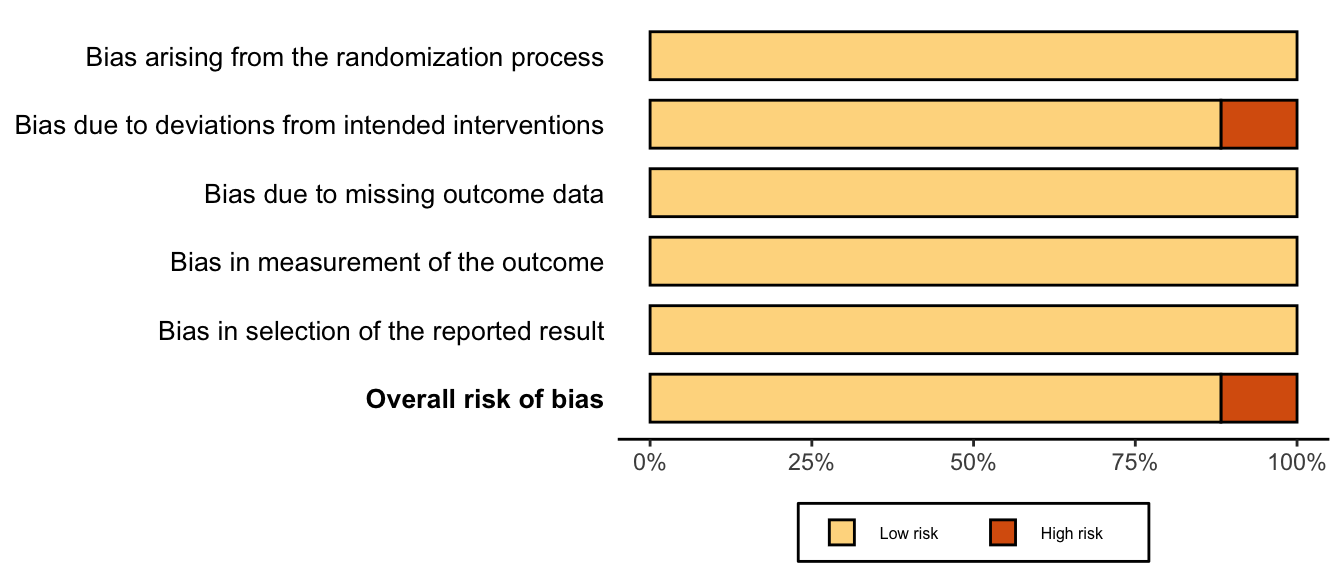 Bias arising from the randomization process
Bias due to deviations from intended interventions
Bias due to missing outcome data
Bias in measurement of the outcome
Bias in selection of the reported result
Overall risk of bias
0% 25% 50% 75% 100%
Low risk High risk